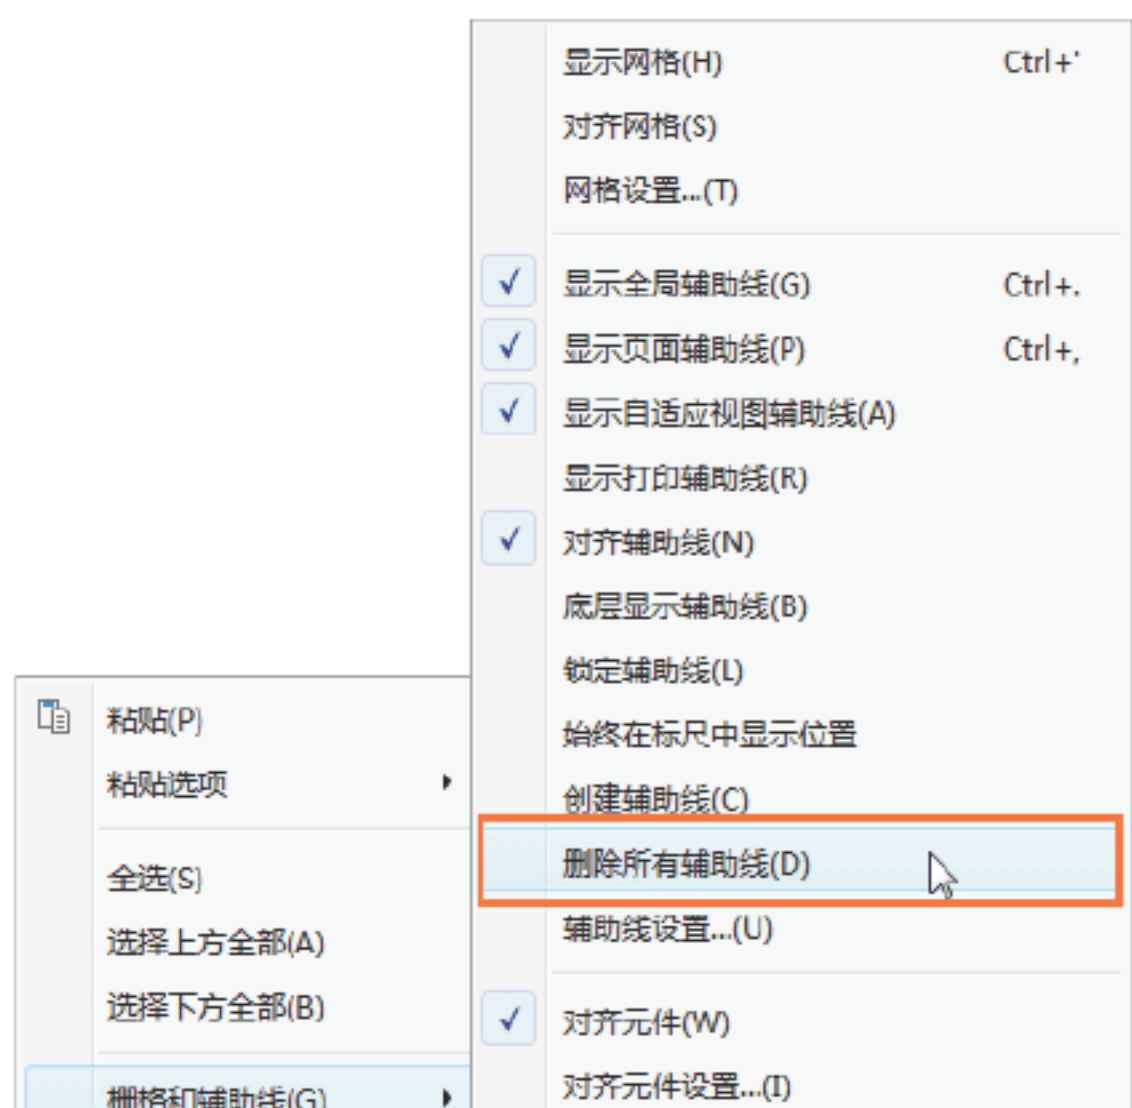 显示网格(H) Ctrl+'
对齐网格(S)
网格设置...(T)
显示全局辅助线(G) Ctrl+.
显示页面辅助线(P) Ctrl+,
显示自适应视图辅助线(A)
显示打印辅助线(R)
对齐辅助线(N)
底层显示辅助线(B)
锁定辅助线(L)
始终在标尺中显示位置
创建辅助线(C)
删除所有辅助线(D)
辅助线设置...(U)
对齐元件(W)
对齐元件设置...(I)
粘贴(P)
粘贴选项
全选(S)
选择上方全部(A)
选择下方全部(B)
栅格和辅助线(G)